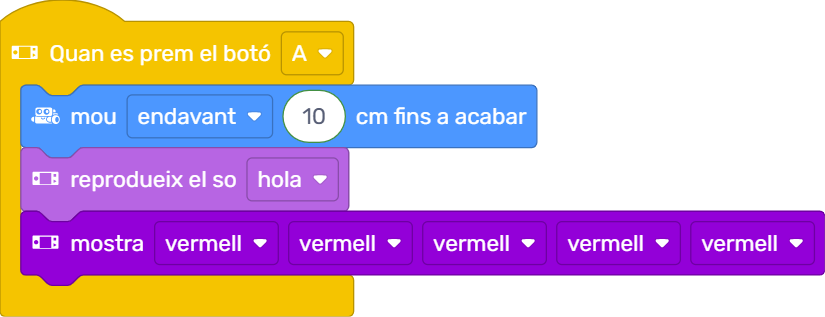 Quan es prem el botó A
mou endavant 10 cm fins a acabar
reprodueix el so hola
mostra vermell vermell vermell vermell vermell